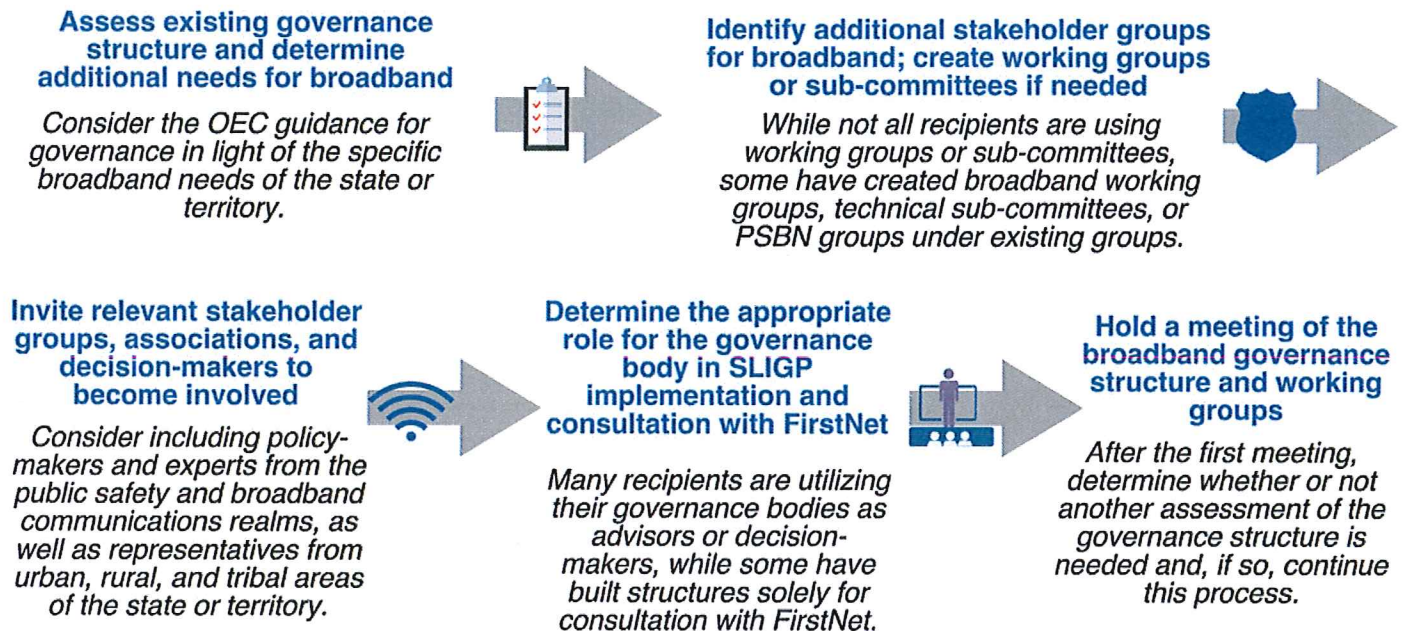 Assess existing governance
structure and determine
additional needs for broadband
Consider the OEC guidance for
governance in light of the specific
broadband needs of the state or
territory.
Identify additional stakeholder groups
for broadband; create working groups
or sub-committees if needed
While not all recipients are using
working groups or sub-committees,
some have created broadband working
groups, technical sub-committees, or
PSBN groups under existing groups.
Invite relevant stakeholder
groups, associations, and
decision-makers to
become involved
Consider including policy-
makers and experts from the
public safety and broadband
communications realms, as
well as representatives from
urban, rural, and tribal areas
of the state or territory.
Determine the appropriate
role for the governance
body in SLIGP
implementation and
consultation with FirstNet
Many recipients are utilizing
their governance bodies as
advisors or decision-
makers, while some have
built structures solely for
consultation with FirstNet.
Hold a meeting of the
broadband governance
structure and working
groups
After the first meeting,
determine whether or not
another assessment of the
governance structure is
needed and, if so, continue
this process.